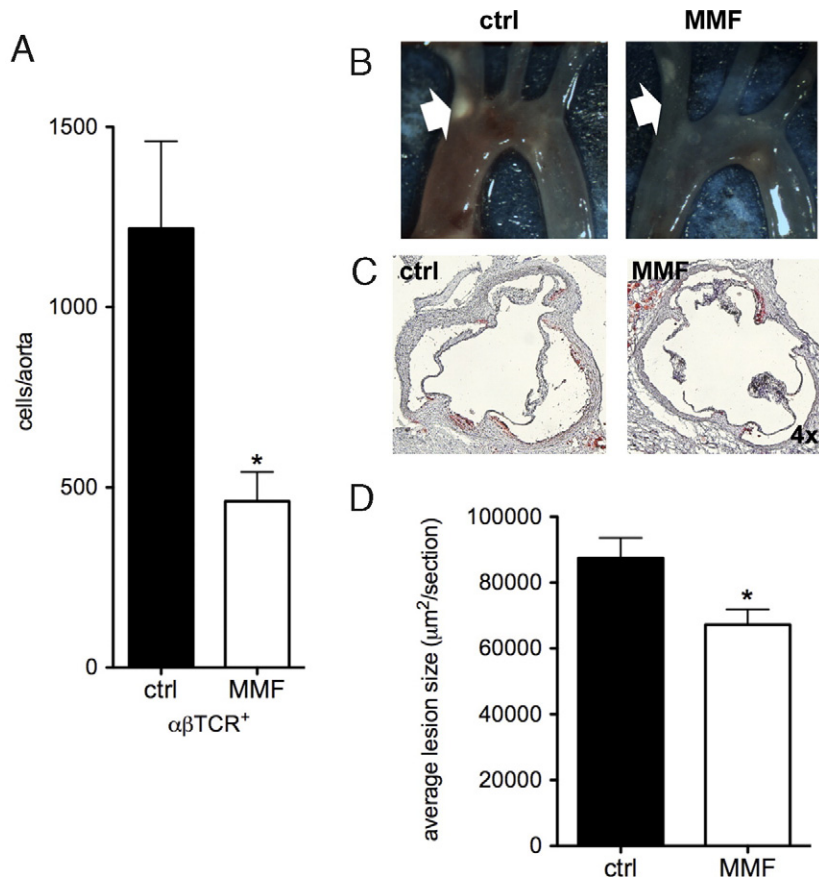 A
1500
1000
500
0
cells/aorta
*
ctrl
MMF
αβTCR⁺
ctrl
MMF
B
C
ctrl
MMF
4x
D
100000
80000
60000
40000
20000
0
average lesion size (μm²/section)
*
ctrl
MMF